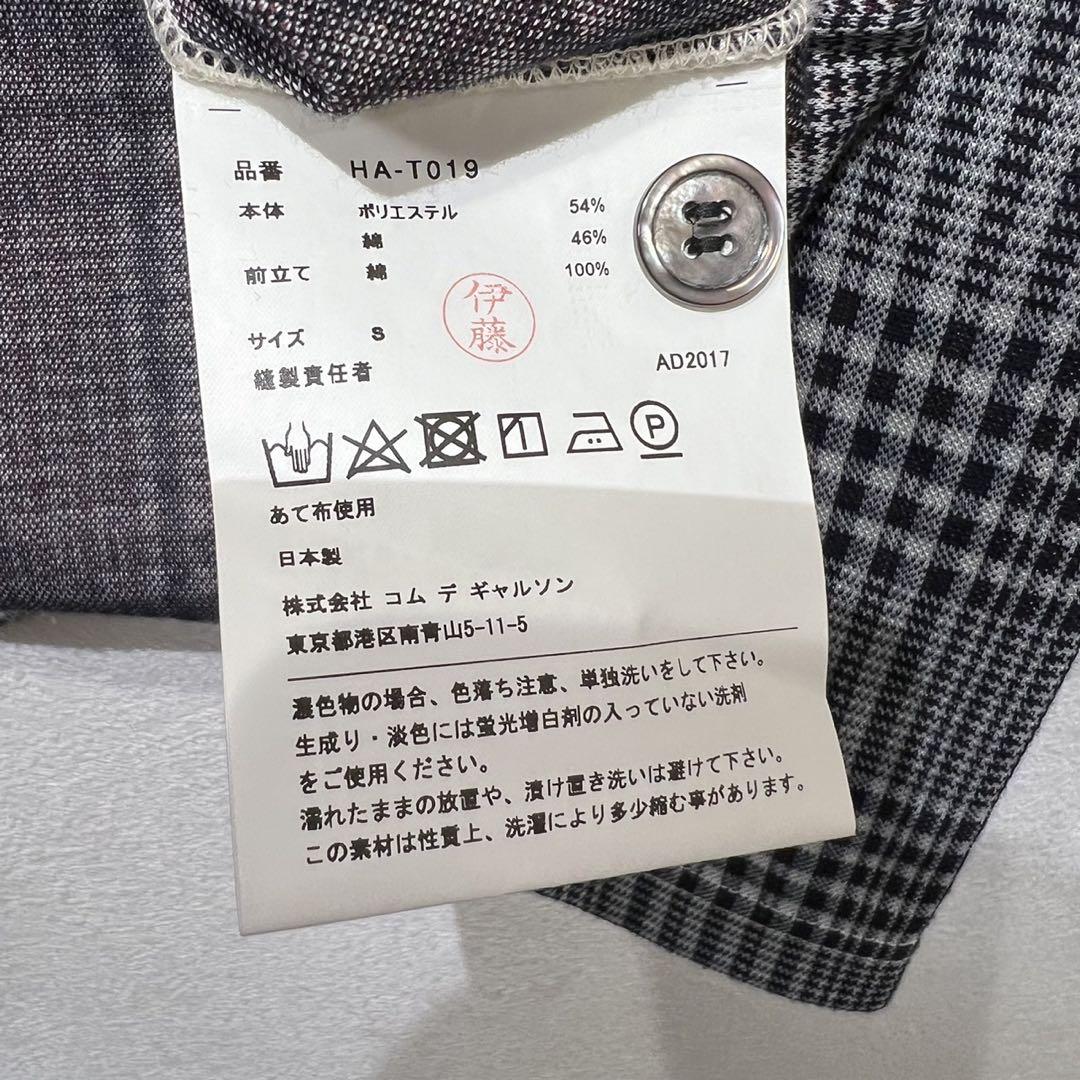 品番 HA-T019
本体 ポリエステル 54%
綿 46%
前立て 綿 100%
サイズ S
伊藤
縫製責任者
AD2017
P
あて布使用
日本製
株式会社 コム デ ギャルソン
東京都港区南青山5-11-5
濃色物の場合、色落ち注意、単独洗いをして下さい。
生成り・淡色には蛍光増白剤の入っていない洗剤
をご使用ください。
濡れたままの放置や、漬け置き洗いは避けて下さい。
この素材は性質上、洗濯により多少縮む事があります。